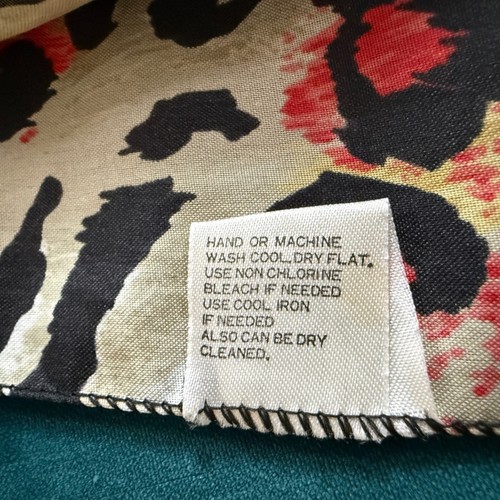 HAND OR MACHINE
WASH COOL.DRY FLAT.
USE NON CHLORINE
BLEACH IF NEEDED
USE COOL IRON
IF NEEDED
ALSO CAN BE DRY
CLEANED.